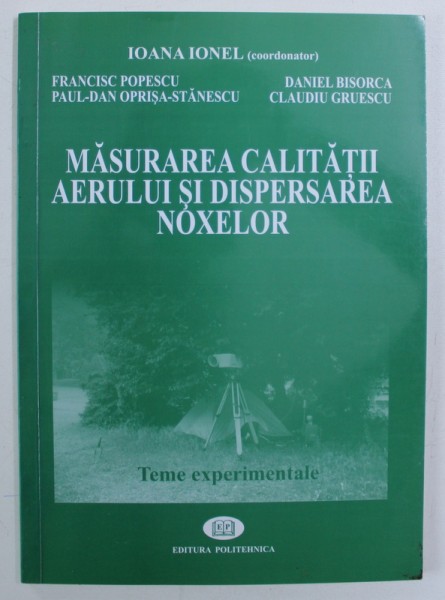 IOANA IONEL (coordonator)
FRANCISC POPESCU DANIEL BISORCA
PAUL-DAN OPRIȘA-STĂNESCU CLAUDIU GRUESCU
MĂSURAREA CALITĂȚII
AERULUI ȘI DISPERSAREA
NOXELOR
Teme experimentale
E P
EDITURA POLITEHNICA